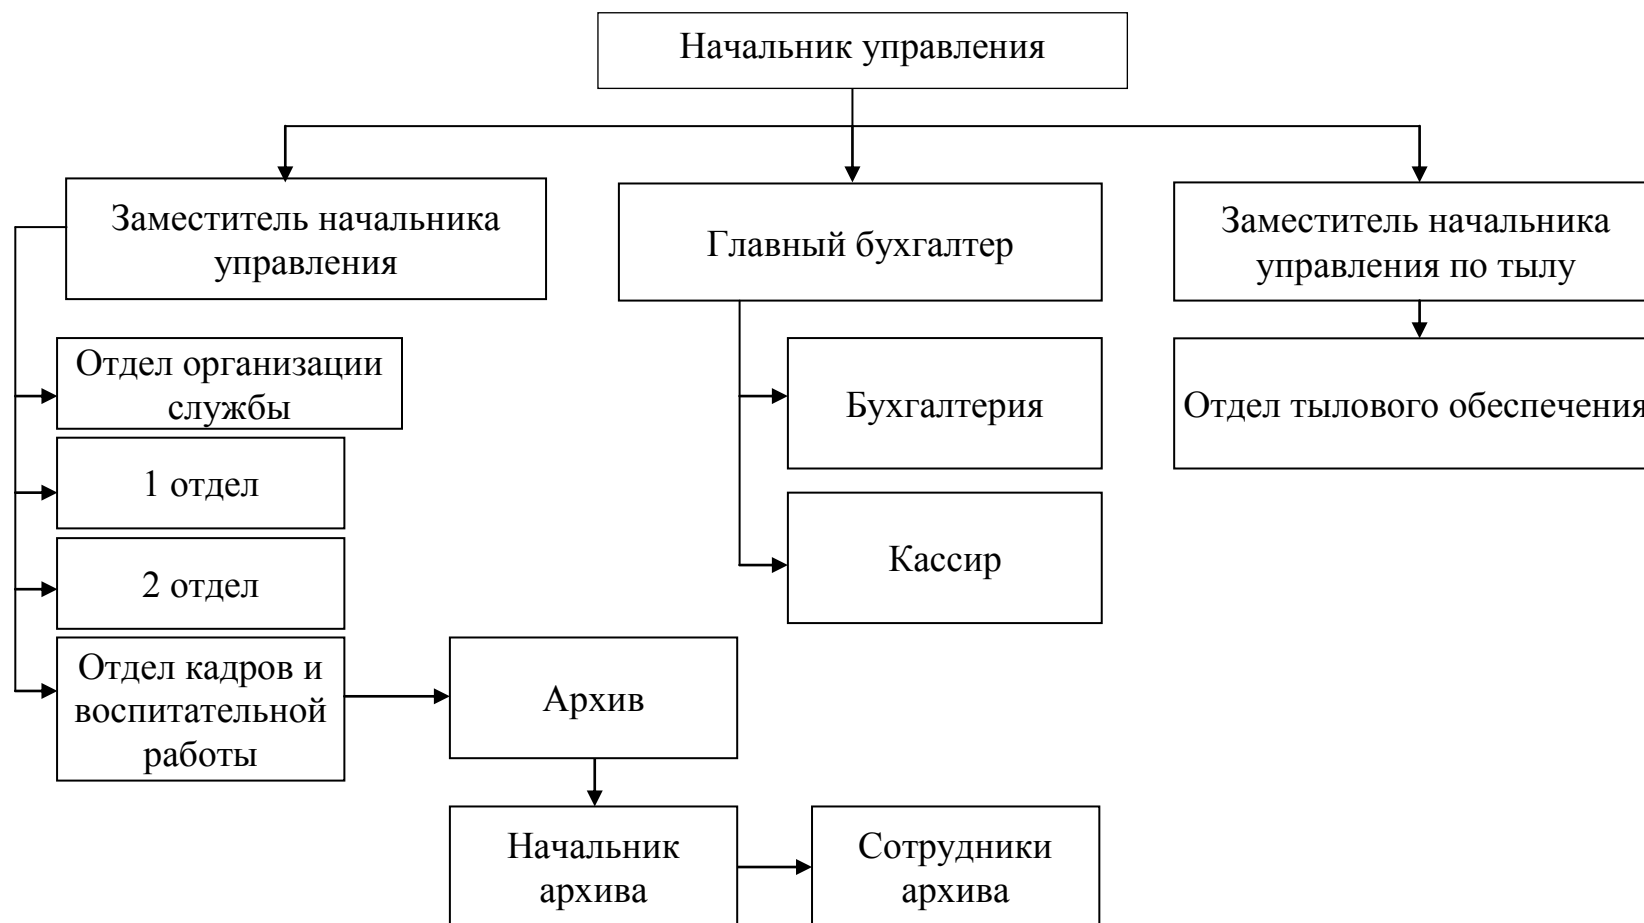 Начальник управления
Заместитель начальника
управления
Главный бухгалтер
Заместитель начальника
управления по тылу
Отдел организации
службы
Бухгалтерия
Отдел тылового обеспечения
1 отдел
Кассир
2 отдел
Отдел кадров и
воспитательной
работы
Архив
Начальник
архива
Сотрудники
архива